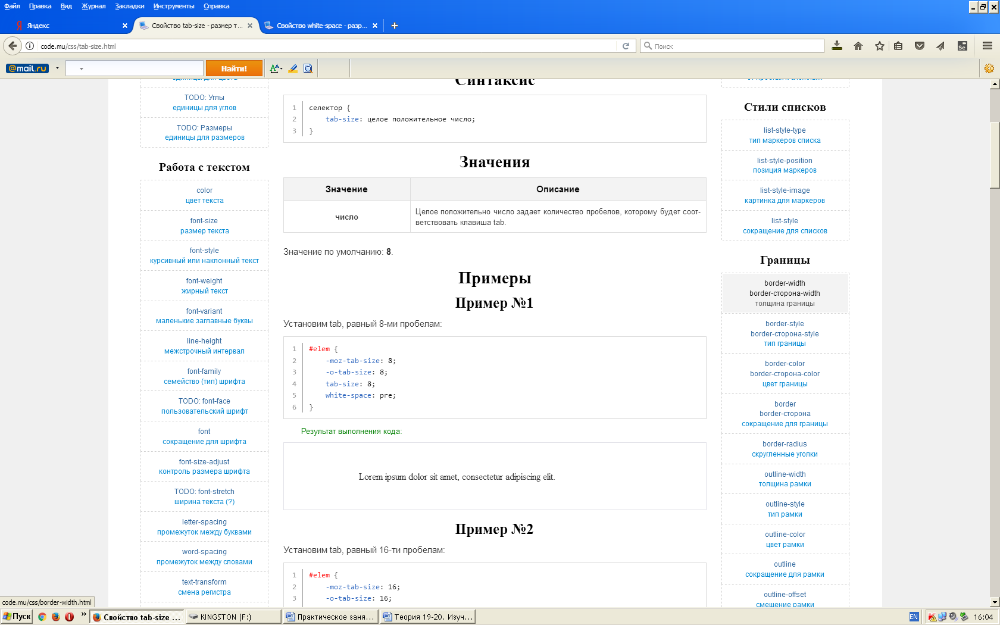 Файл Правка Вид Журнал Закладки Инструменты Справка
Яндекс
Свойство tab-size - размер т...
Свойство white-space - разр...
code.mu/css/tab-size.html
Поиск
@mail.ru
Найти!
TODO: Углы
единицы для углов
TODO: Размеры
единицы для размеров
Работа с текстом
color
цвет текста
font-size
размер текста
font-style
курсивный или наклонный текст
font-weight
жирный текст
font-variant
маленькие заглавные буквы
line-height
межстрочный интервал
font-family
семейство (тип) шрифта
TODO: font-face
пользовательский шрифт
font
сокращение для шрифта
font-size-adjust
контроль размера шрифта
TODO: font-stretch
ширина текста (?)
letter-spacing
промежуток между буквами
word-spacing
промежуток между словами
text-transform
смена регистра
Синтаксис
1 селектор {
2 tab-size: целое положительное число;
3 }
Значения
Значение Описание
число Целое положительно число задает количество пробелов, которому будет соот-
ветствовать клавиша tab.
Значение по умолчанию: 8.
Примеры
Пример №1
Установим tab, равный 8-ми пробелам:
1 #elem {
2 -moz-tab-size: 8;
3 -o-tab-size: 8;
4 tab-size: 8;
5 white-space: pre;
6 }
Результат выполнения кода:
Lorem ipsum dolor sit amet, consectetur adipiscing elit.
Пример №2
Установим tab, равный 16-ти пробелам:
1 #elem {
2 -moz-tab-size: 16;
3 -o-tab-size: 16;
Стили списков
list-style-type
тип маркеров списка
list-style-position
позиция маркеров
list-style-image
картинка для маркеров
list-style
сокращение для списков
Границы
border-width
border-сторона-width
толщина границы
border-style
border-сторона-style
тип границы
border-color
border-сторона-color
цвет границы
border
border-сторона
сокращение для границы
border-radius
скругленные уголки
outline-width
толщина рамки
outline-style
тип рамки
outline-color
цвет рамки
outline
сокращение для рамки
outline-offset
смещение рамки
code.mu/css/border-width.html
Пуск
Свойство tab-size ...
KINGSTON (F:)
Практическое заня...
Теория 19-20. Изуч...
EN
16:04